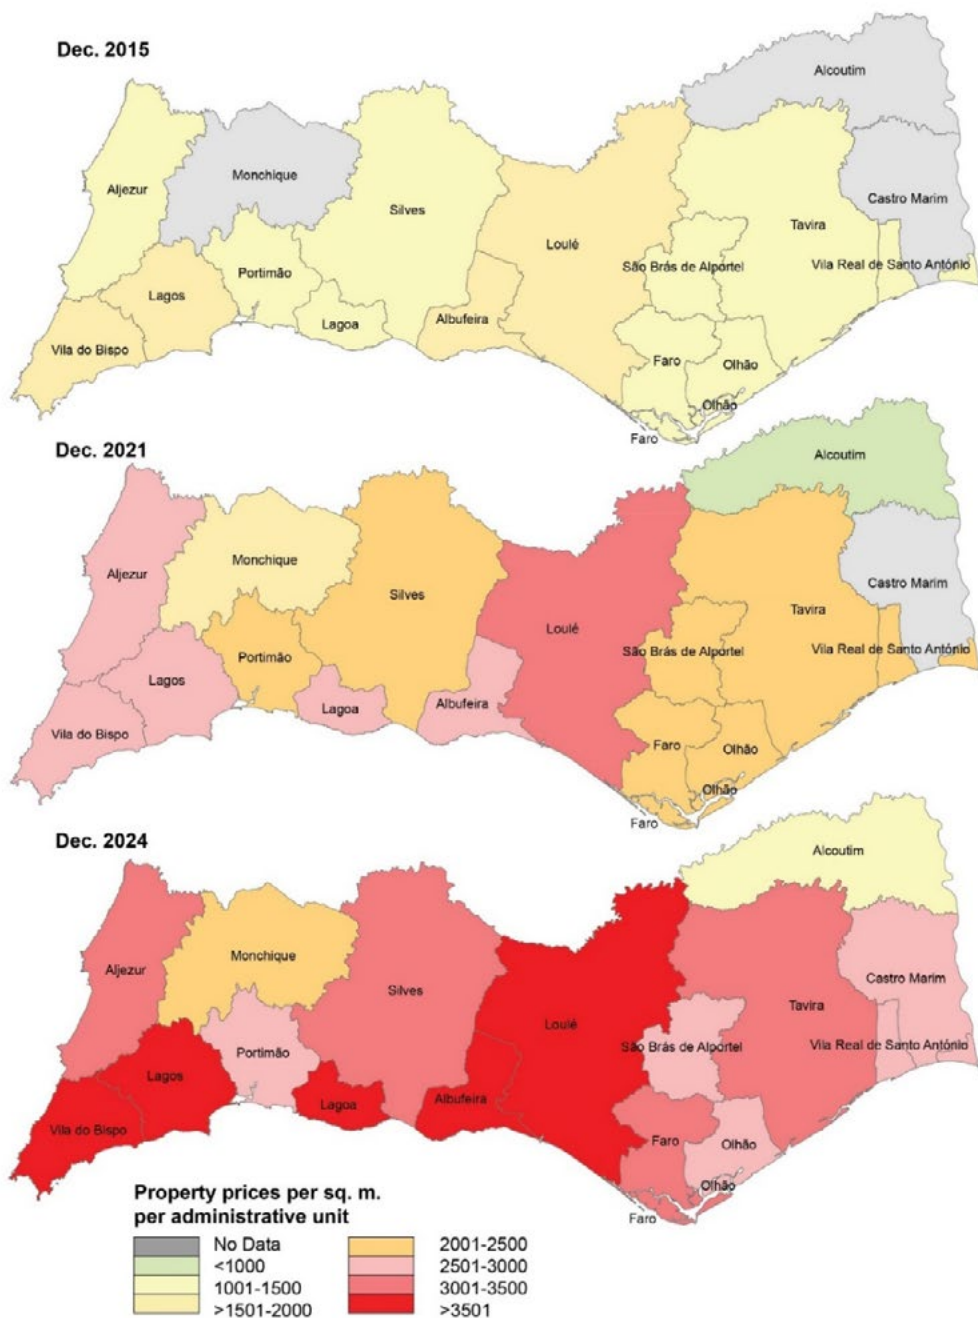 Dec. 2015
Alcoutim
Monchique
Aljezur
Castro Marim
Silves
Tavira
Loulé
São Brás de Alportel
Vila Real de Santo António
Portimão
Lagos
Albufeira
Lagoa
Vila do Bispo
Faro
Olhão
Olhão
Faro
Dec. 2021
Alcoutim
Monchique
Aljezur
Castro Marim
Silves
Tavira
Loulé
São Brás de Alportel
Vila Real de Santo António
Portimão
Lagos
Albufeira
Lagoa
Vila do Bispo
Faro
Olhão
Olhão
Faro
Dec. 2024
Alcoutim
Monchique
Aljezur
Castro Marim
Silves
Tavira
Loulé
São Brás de Alportel
Vila Real de Santo António
Portimão
Lagos
Albufeira
Lagoa
Vila do Bispo
Faro
Olhão
Olhão
Faro
Property prices per sq. m.
per administrative unit
No Data
<1000
1001-1500
>1501-2000
2001-2500
2501-3000
3001-3500
>3501